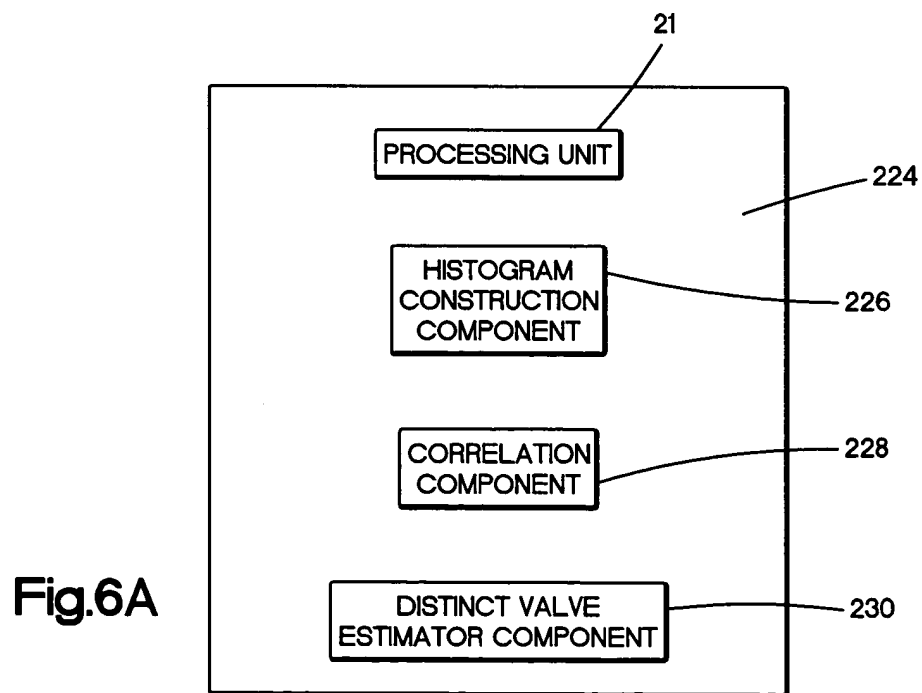 21
PROCESSING UNIT
224
HISTOGRAM
CONSTRUCTION
COMPONENT
226
CORRELATION
COMPONENT
228
Fig.6A
DISTINCT VALVE
ESTIMATOR COMPONENT
230